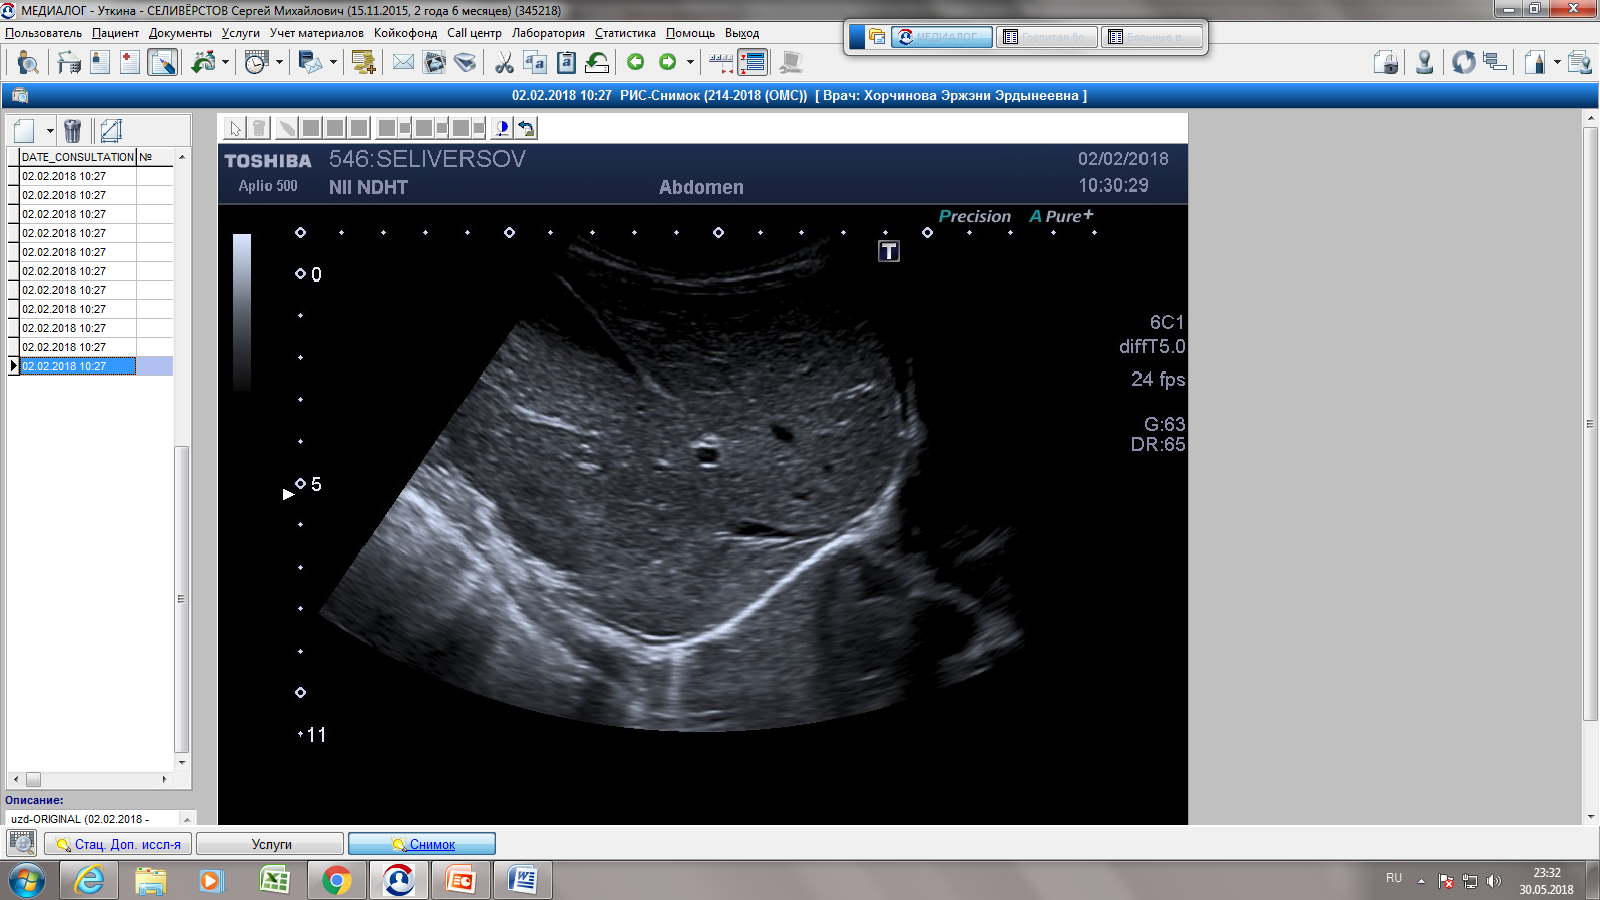 МЕДИАЛОГ - Уткина - СЕЛИВЁРСТОВ Сергей Михайлович (15.11.2015, 2 года 6 месяцев) (345218)
Пользователь Пациент Документы Услуги Учет материалов Койкофонд Call центр Лаборатория Статистика Помощь Выход
МЕДИАЛОГ
02.02.2018 10:27 РИС-Снимок (214-2018 (ОМС)) [ Врач: Хорчинова Эржэни Эрдынеевна ]
DATE_CONSULTATION №
02.02.2018 10:27
02.02.2018 10:27
02.02.2018 10:27
02.02.2018 10:27
02.02.2018 10:27
02.02.2018 10:27
02.02.2018 10:27
02.02.2018 10:27
02.02.2018 10:27
02.02.2018 10:27
02.02.2018 10:27
Описание:
uzd-ORIGINAL (02.02.2018 -
TOSHIBA 546:SELIVERSOV 02/02/2018
Aplio 500 NII NDHT Abdomen 10:30:29
Precision A Pure+
T
0
5
11
6C1
diffT5.0
24 fps
G:63
DR:65
Стац. Доп. иссл-я Услуги Снимок
RU 23:32
30.05.2018